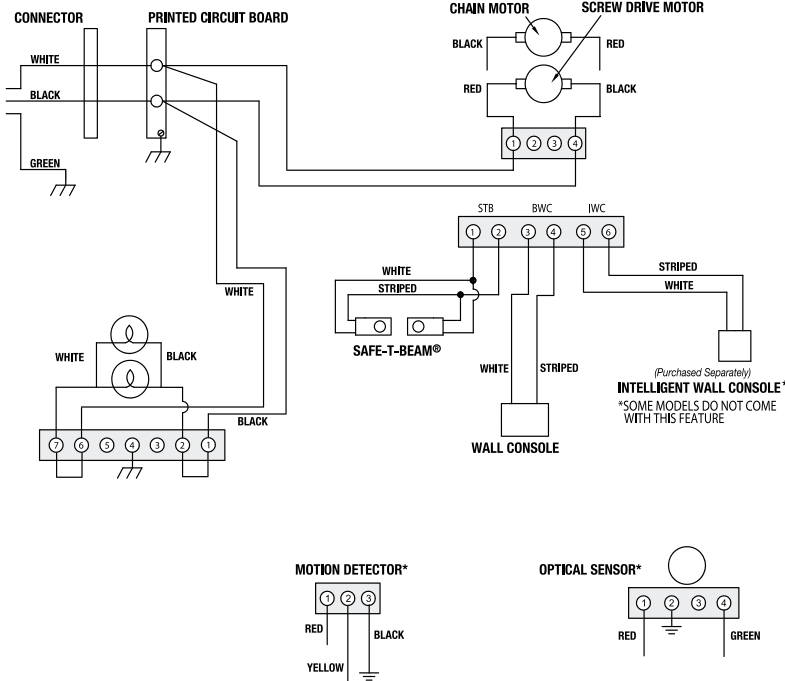 CONNECTOR
PRINTED CIRCUIT BOARD
CHAIN MOTOR
SCREW DRIVE MOTOR
WHITE
BLACK
GREEN
BLACK
RED
RED
BLACK
1 2 3 4
STB BWC IWC
1 2 3 4 5 6
WHITE
STRIPED
SAFE-T-BEAM®
STRIPED
WHITE
WHITE
STRIPED
WALL CONSOLE
(Purchased Separately)
INTELLIGENT WALL CONSOLE*
*SOME MODELS DO NOT COME
WITH THIS FEATURE
WHITE
WHITE
BLACK
BLACK
7 6 5 4 3 2 1
MOTION DETECTOR*
1 2 3
RED
BLACK
YELLOW
OPTICAL SENSOR*
1 2 3 4
RED
GREEN